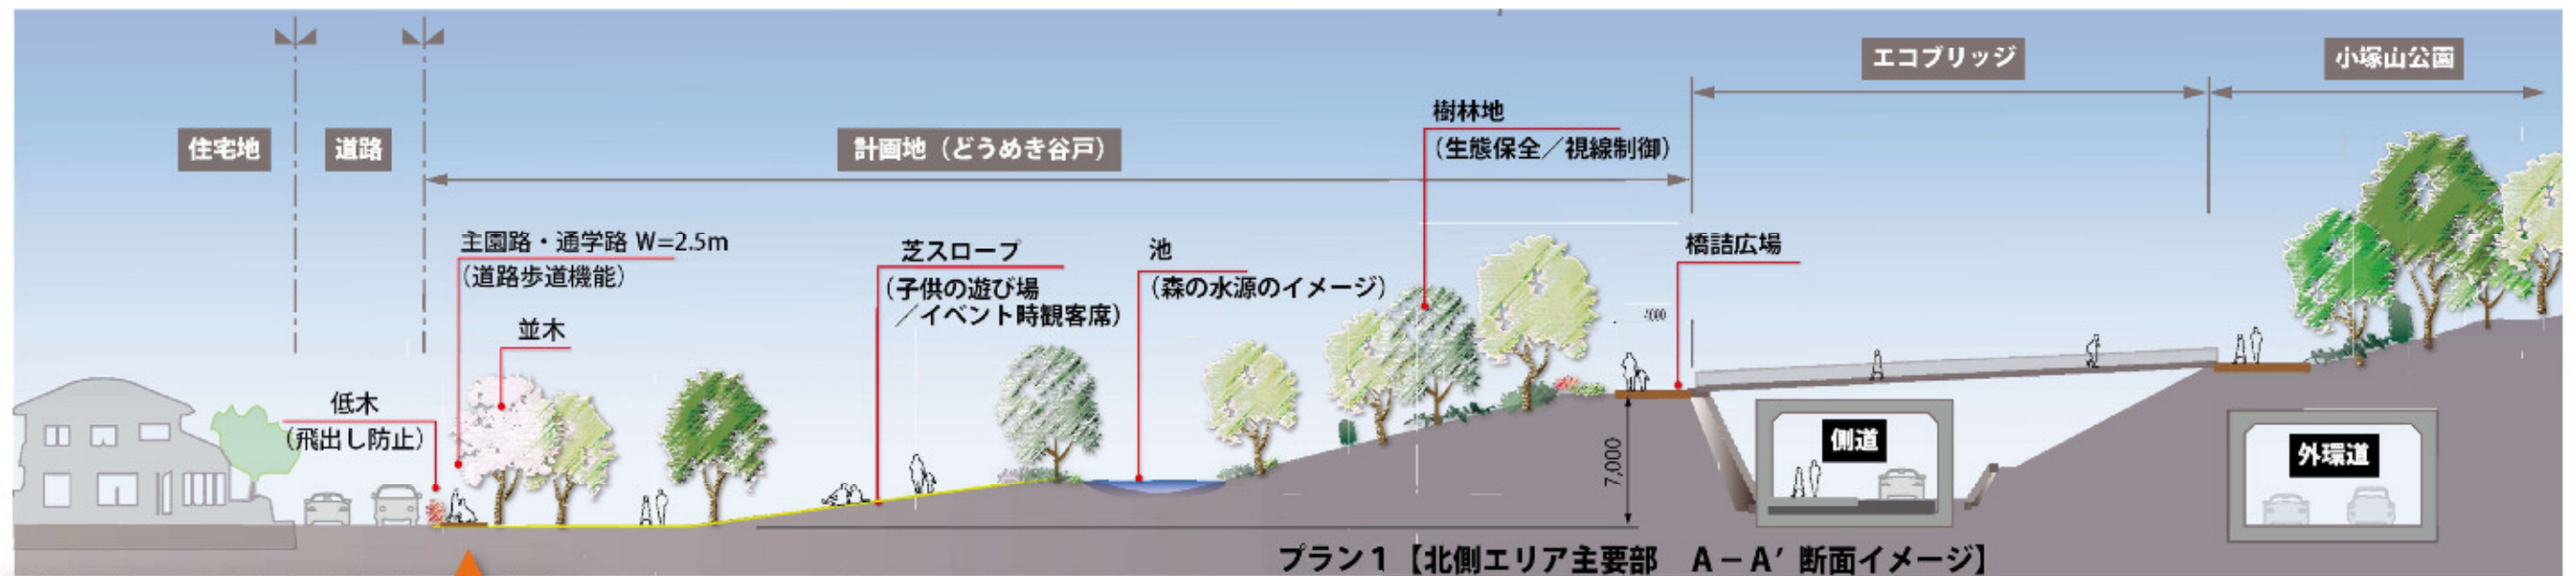 エコブリッジ
小塚山公園
樹林地
（生態保全／視線制御）
住宅地
道路
計画地（どうめき谷戸）
主園路・通学路 W=2.5m
（道路歩道機能）
芝スロープ
（子供の遊び場
／イベント時観客席）
池
（森の水源のイメージ）
橋詰広場
並木
低木
（飛出し防止）
側道
外環道
7,000
プラン１【北側エリア主要部　A－A′ 断面イメージ】